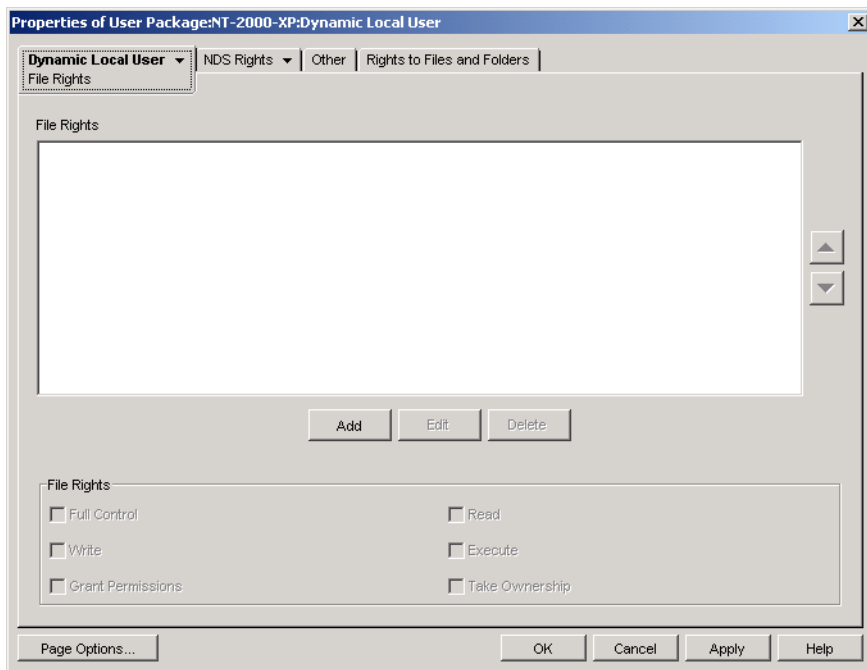 Properties of User Package:NT-2000-XP:Dynamic Local User
Dynamic Local User NDS Rights Other Rights to Files and Folders
File Rights
File Rights
Add Edit Delete
File Rights
Full Control Read
Write Execute
Grant Permissions Take Ownership
Page Options... OK Cancel Apply Help